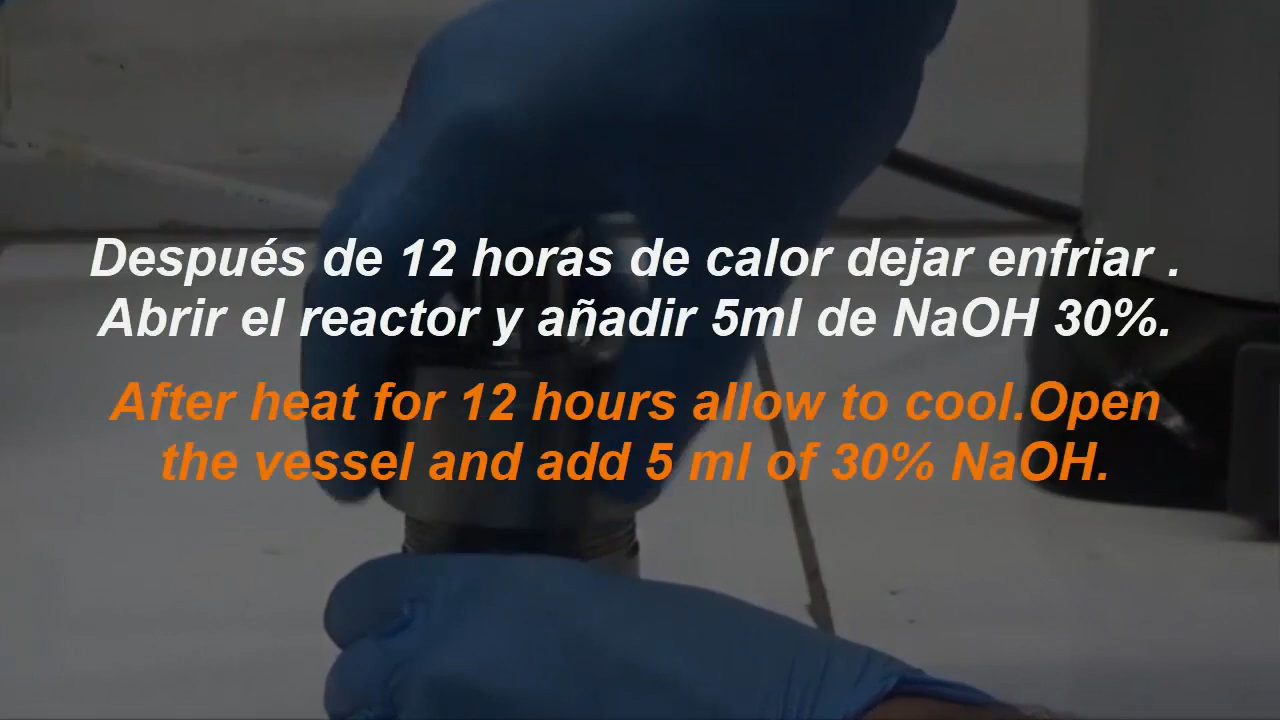 Después de 12 horas de calor dejar enfriar .
Abrir el reactor y añadir 5ml de NaOH 30%.
After heat for 12 hours allow to cool.Open
the vessel and add 5 ml of 30% NaOH.